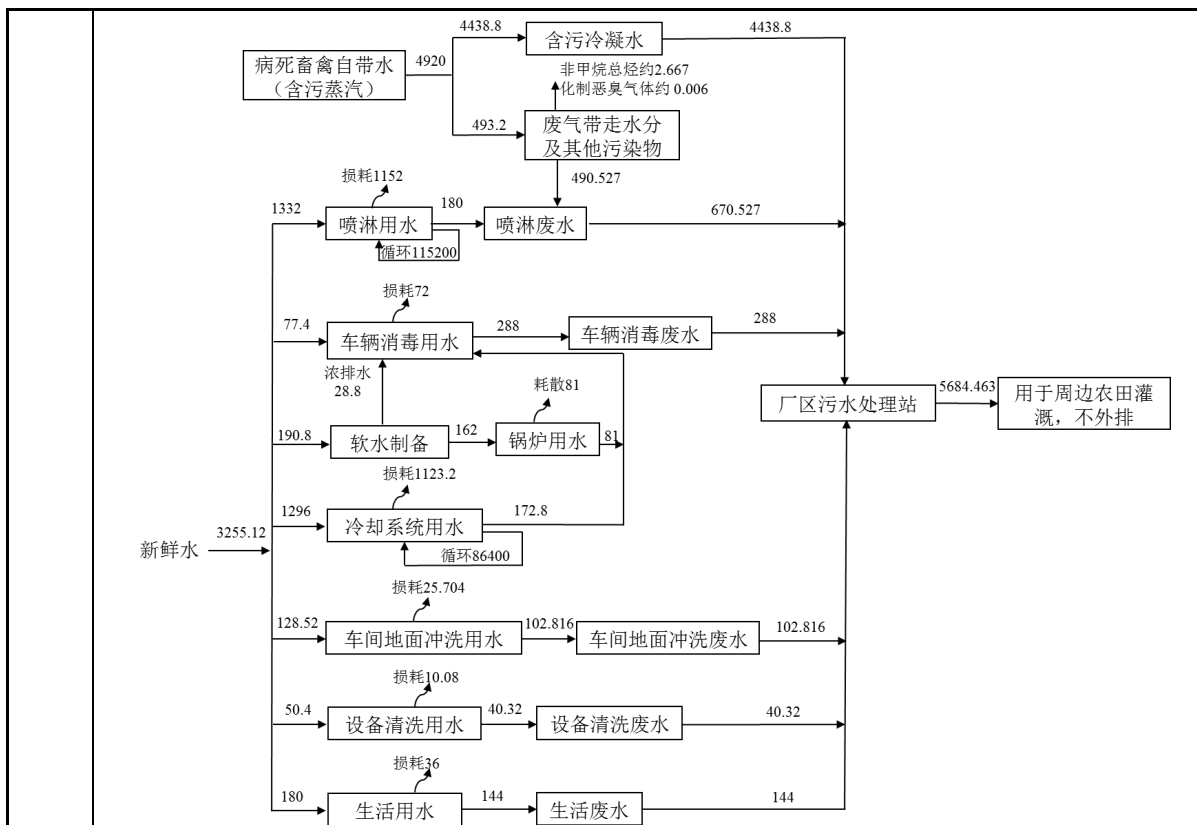 4438.8
含污冷凝水
4438.8
病死畜禽自带水
（含污蒸汽）
4920
非甲烷总烃约2.667
化制恶臭气体约 0.006
493.2
废气带走水分
及其他污染物
490.527
损耗1152
1332
喷淋用水
180
喷淋废水
670.527
循环115200
损耗72
77.4
车辆消毒用水
288
车辆消毒废水
288
浓排水
28.8
耗散81
190.8
软水制备
162
锅炉用水
81
厂区污水处理站
5684.463
用于周边农田灌
溉，不外排
损耗1123.2
1296
冷却系统用水
172.8
循环86400
新鲜水
3255.12
损耗25.704
128.52
车间地面冲洗用水
102.816
车间地面冲洗废水
102.816
损耗10.08
50.4
设备清洗用水
40.32
设备清洗废水
40.32
损耗36
180
生活用水
144
生活废水
144